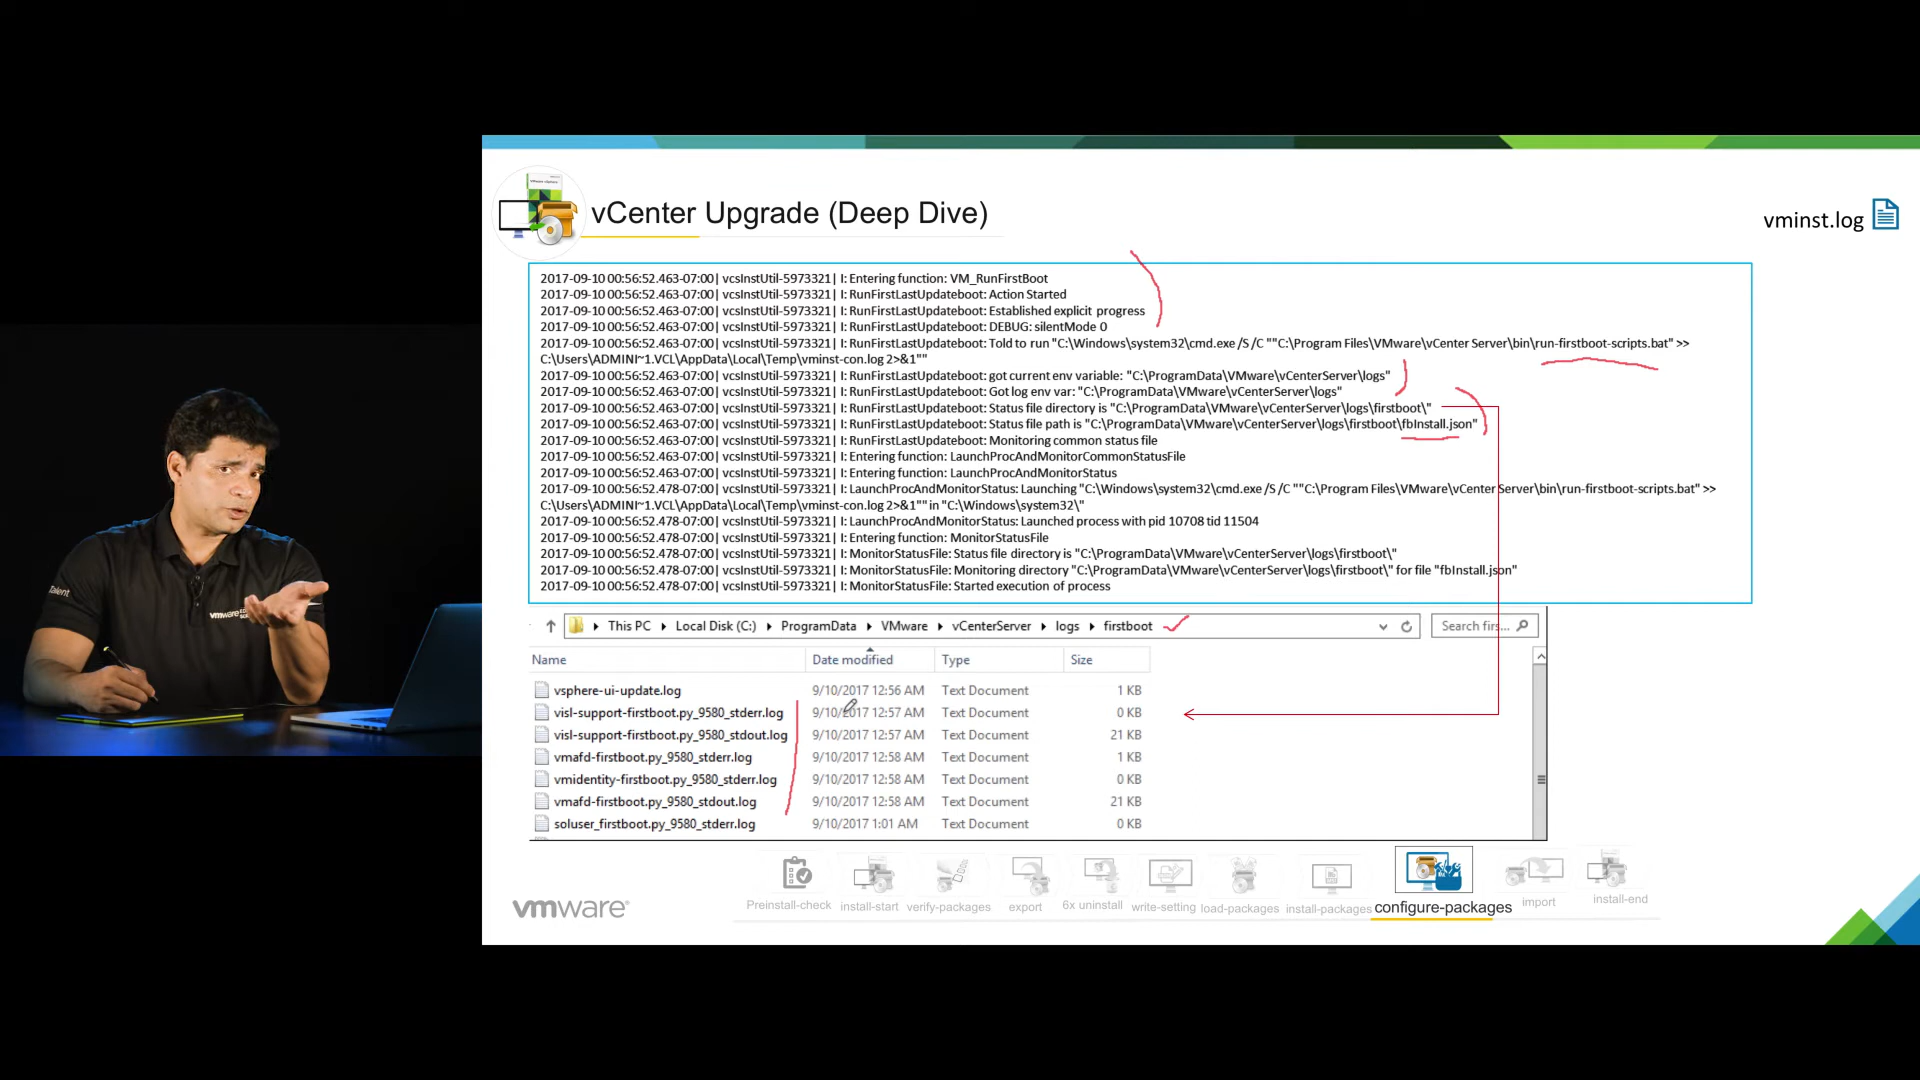 vCenter Upgrade (Deep Dive)
vminst.log
2017-09-10 00:56:52.463-07:00| vcsInstUtil-5973321| I: Entering function: VM_RunFirstBoot
2017-09-10 00:56:52.463-07:00| vcsInstUtil-5973321| I: RunFirstLastUpdateboot: Action Started
2017-09-10 00:56:52.463-07:00| vcsInstUtil-5973321| I: RunFirstLastUpdateboot: Established explicit progress
2017-09-10 00:56:52.463-07:00| vcsInstUtil-5973321| I: RunFirstLastUpdateboot: DEBUG: silentMode 0
2017-09-10 00:56:52.463-07:00| vcsInstUtil-5973321| I: RunFirstLastUpdateboot: Told to run "C:\Windows\system32\cmd.exe /S /C ""C:\Program Files\VMware\vCenter Server\bin\run-firstboot-scripts.bat" >>
C:\Users\ADMINI~1.VCL\AppData\Local\Temp\vminst-con.log 2>&1""
2017-09-10 00:56:52.463-07:00| vcsInstUtil-5973321| I: RunFirstLastUpdateboot: got current env variable: "C:\ProgramData\VMware\vCenterServer\logs"
2017-09-10 00:56:52.463-07:00| vcsInstUtil-5973321| I: RunFirstLastUpdateboot: Got log env var: "C:\ProgramData\VMware\vCenterServer\logs"
2017-09-10 00:56:52.463-07:00| vcsInstUtil-5973321| I: RunFirstLastUpdateboot: Status file directory is "C:\ProgramData\VMware\vCenterServer\logs\firstboot\"
2017-09-10 00:56:52.463-07:00| vcsInstUtil-5973321| I: RunFirstLastUpdateboot: Status file path is "C:\ProgramData\VMware\vCenterServer\logs\firstboot\fbInstall.json"
2017-09-10 00:56:52.463-07:00| vcsInstUtil-5973321| I: RunFirstLastUpdateboot: Monitoring common status file
2017-09-10 00:56:52.463-07:00| vcsInstUtil-5973321| I: Entering function: LaunchProcAndMonitorCommonStatusFile
2017-09-10 00:56:52.463-07:00| vcsInstUtil-5973321| I: Entering function: LaunchProcAndMonitorStatus
2017-09-10 00:56:52.478-07:00| vcsInstUtil-5973321| I: LaunchProcAndMonitorStatus: Launching "C:\Windows\system32\cmd.exe /S /C ""C:\Program Files\VMware\vCenter Server\bin\run-firstboot-scripts.bat" >>
C:\Users\ADMINI~1.VCL\AppData\Local\Temp\vminst-con.log 2>&1"" in "C:\Windows\system32\"
2017-09-10 00:56:52.478-07:00| vcsInstUtil-5973321| I: LaunchProcAndMonitorStatus: Launched process with pid 10708 tid 11504
2017-09-10 00:56:52.478-07:00| vcsInstUtil-5973321| I: Entering function: MonitorStatusFile
2017-09-10 00:56:52.478-07:00| vcsInstUtil-5973321| I: MonitorStatusFile: Status file directory is "C:\ProgramData\VMware\vCenterServer\logs\firstboot\"
2017-09-10 00:56:52.478-07:00| vcsInstUtil-5973321| I: MonitorStatusFile: Monitoring directory "C:\ProgramData\VMware\vCenterServer\logs\firstboot\" for file "fbInstall.json"
2017-09-10 00:56:52.478-07:00| vcsInstUtil-5973321| I: MonitorStatusFile: Started execution of process
This PC Local Disk (C:) ProgramData VMware vCenterServer logs firstboot Search firs...
Name Date modified Type Size
vsphere-ui-update.log 9/10/2017 12:56 AM Text Document 1 KB
visl-support-firstboot.py_9580_stderr.log 9/10/2017 12:57 AM Text Document 0 KB
visl-support-firstboot.py_9580_stdout.log 9/10/2017 12:57 AM Text Document 21 KB
vmafd-firstboot.py_9580_stderr.log 9/10/2017 12:58 AM Text Document 1 KB
vmidentity-firstboot.py_9580_stderr.log 9/10/2017 12:58 AM Text Document 0 KB
vmafd-firstboot.py_9580_stdout.log 9/10/2017 12:58 AM Text Document 21 KB
soluser_firstboot.py_9580_stderr.log 9/10/2017 1:01 AM Text Document 0 KB
vmware
Preinstall-check install-start verify-packages export 6x uninstall write-setting load-packages install-packages configure-packages import install-end